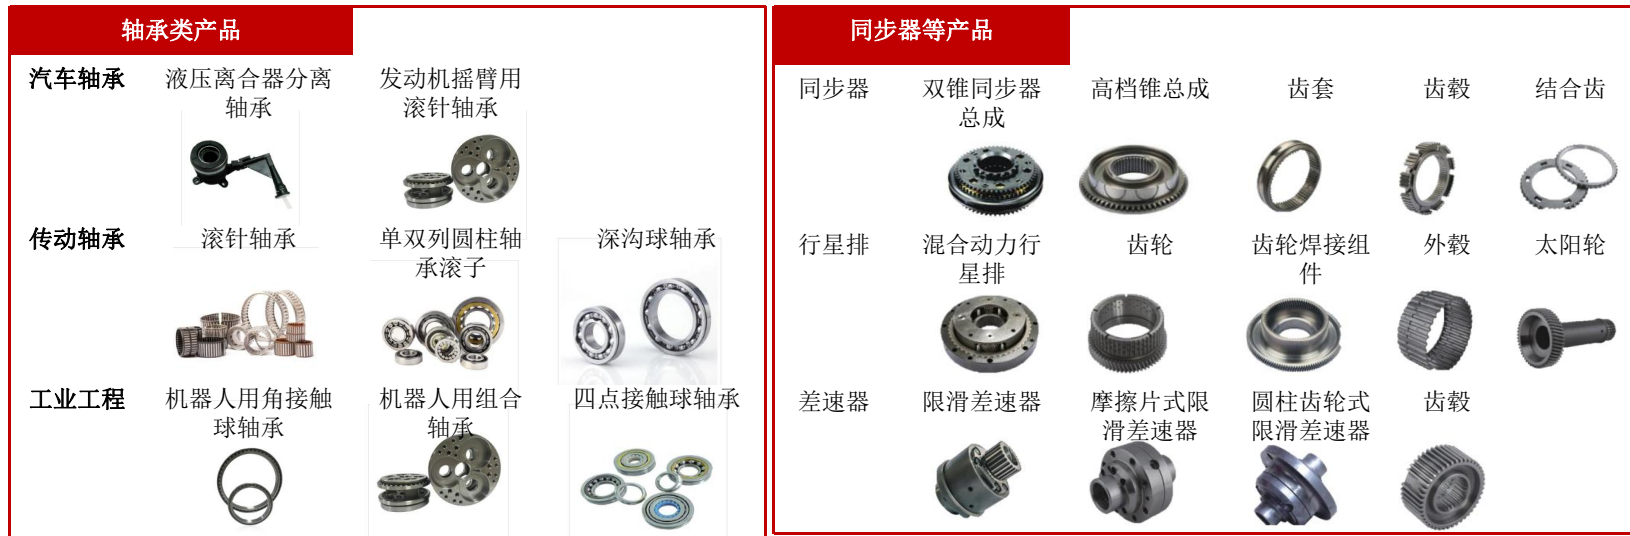 轴承类产品
汽车轴承
液压离合器分离
轴承
发动机摇臂用
滚针轴承
传动轴承
滚针轴承
单双列圆柱轴
承滚子
深沟球轴承
工业工程
机器人用角接触
球轴承
机器人用组合
轴承
四点接触球轴承
同步器等产品
同步器
双锥同步器
总成
高档锥总成
齿套
齿毂
结合齿
行星排
混合动力行
星排
齿轮
齿轮焊接组
件
外毂
太阳轮
差速器
限滑差速器
摩擦片式限
滑差速器
圆柱齿轮式
限滑差速器
齿毂